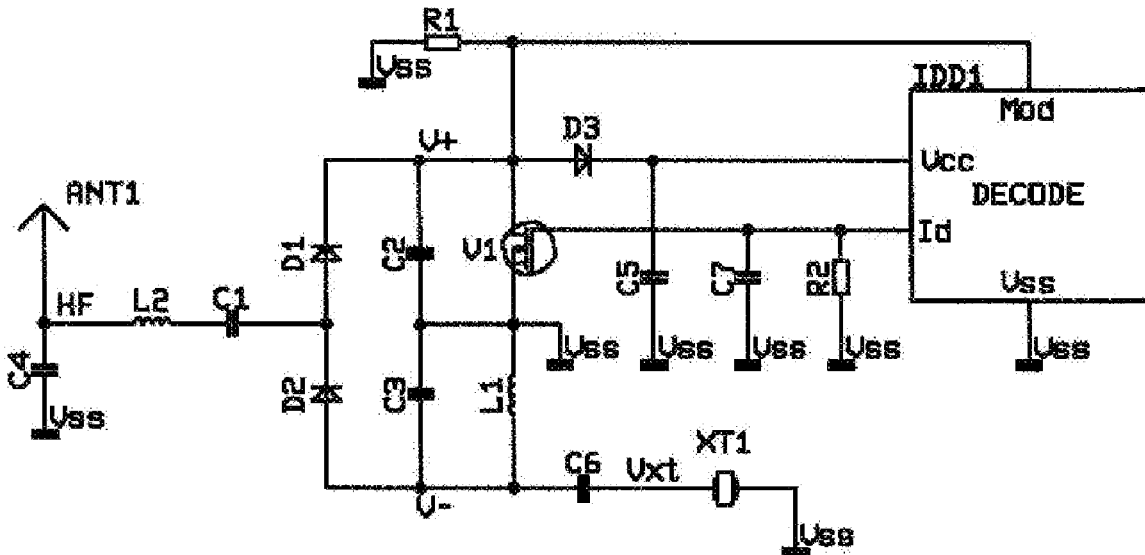 R1
Vss
IDD1
Mod
D3
V+
Vcc
ANT1
DECODE
Id
D1
C2
V1
C5
C7
R2
Vss
HF
L2
C1
Vss
Vss
Vss
Vss
Vss
C4
D2
C3
L1
Vss
XT1
C6
Vxt
V-
Vss